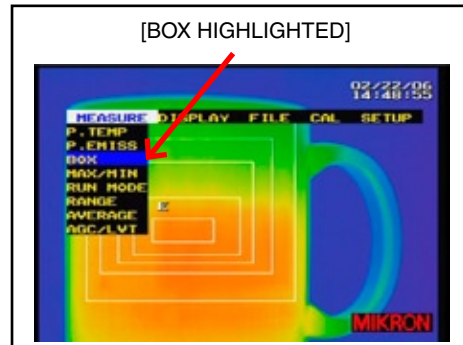 [BOX HIGHLIGHTED]
02/22/06
14:48:55
MEASURE DISPLAY FILE CAL SETUP
P.TEMP
P.EMISS
BOX
MAX/MIN
RUN MODE
RANGE
AVERAGE
AGC/LVT
MIKRON